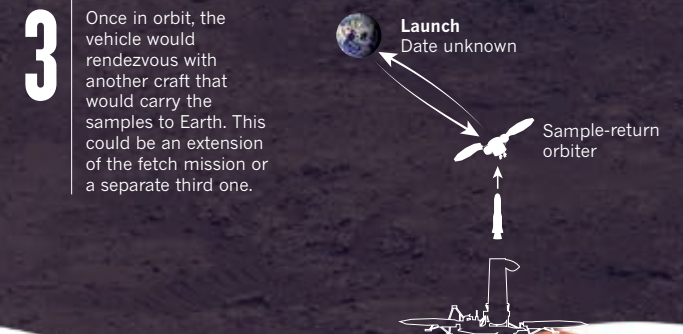 3
Once in orbit, the
vehicle would
rendezvous with
another craft that
would carry the
samples to Earth. This
could be an extension
of the fetch mission or
a separate third one.
Launch
Date unknown
Sample-return
orbiter